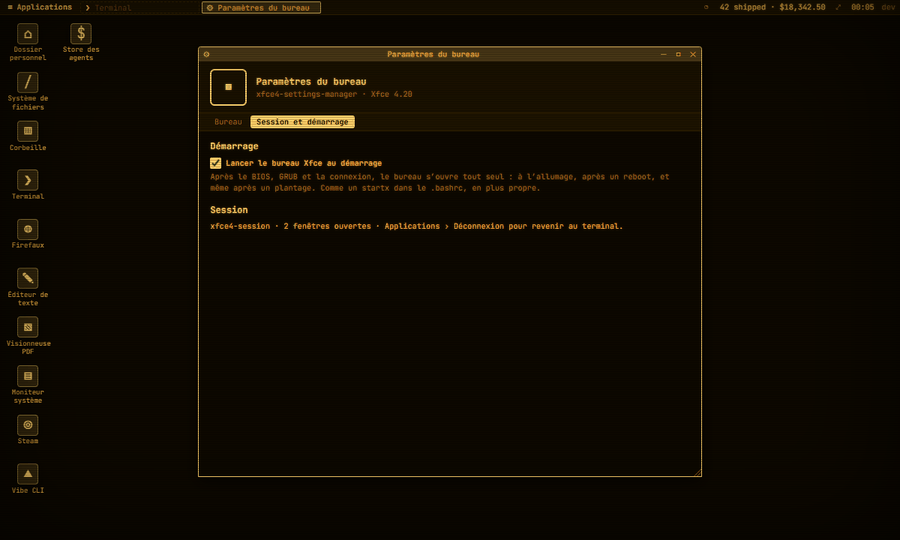 Applications
Terminal
Paramètres du bureau
42 shipped · $18,342.50
00:05
dev
Dossier
personnel
$
Store des
agents
Système de
fichiers
Corbeille
Terminal
Firefaux
Éditeur de
texte
Visionneuse
PDF
Moniteur
système
Steam
Vibe CLI
Paramètres du bureau
Paramètres du bureau
xfce4-settings-manager · Xfce 4.20
Bureau
Session et démarrage
Démarrage
Lancer le bureau Xfce au démarrage
Après le BIOS, GRUB et la connexion, le bureau s’ouvre tout seul : à l’allumage, après un reboot, et
même après un plantage. Comme un startx dans le .bashrc, en plus propre.
Session
xfce4-session · 2 fenêtres ouvertes · Applications › Déconnexion pour revenir au terminal.